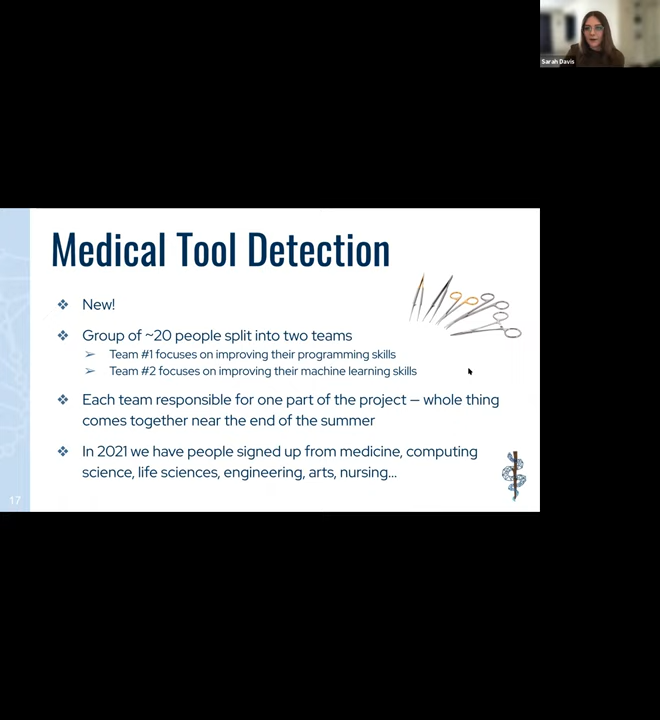 Sarah Davis
Medical Tool Detection
New!
Group of ~20 people split into two teams
Team #1 focuses on improving their programming skills
Team #2 focuses on improving their machine learning skills
Each team responsible for one part of the project — whole thing
comes together near the end of the summer
In 2021 we have people signed up from medicine, computing
science, life sciences, engineering, arts, nursing...
17